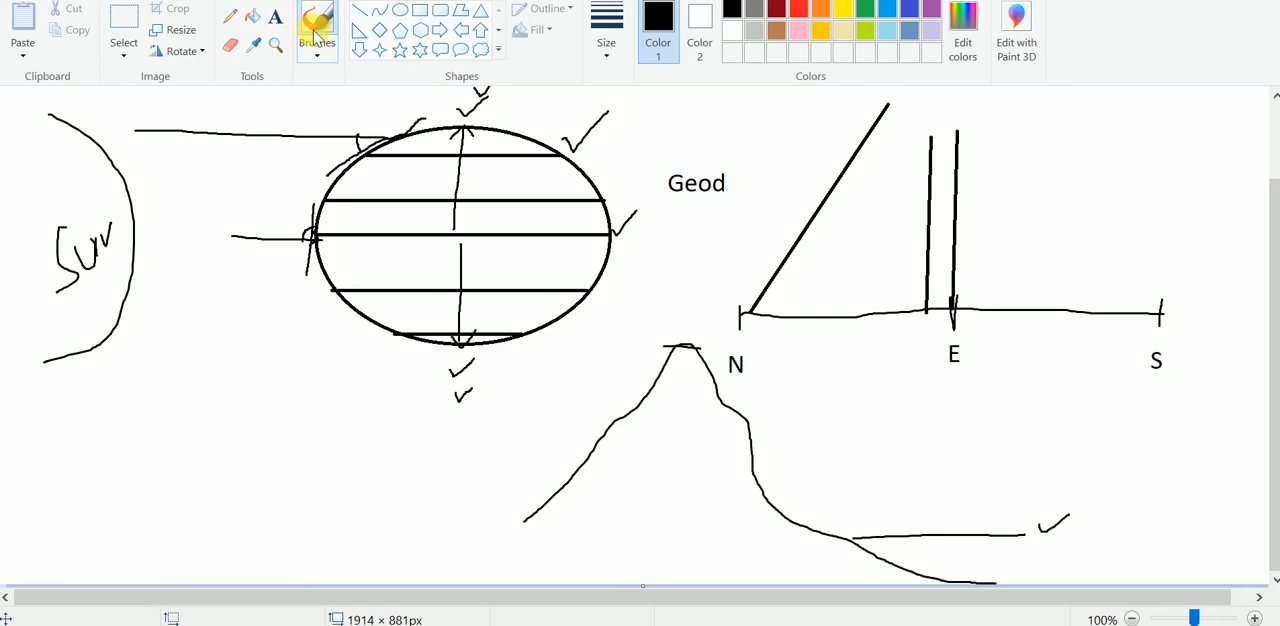 Cut
Crop
Outline
Paste
Copy
Select
Resize
Fill
Rotate
Brushes
Size
Color
1
Color
2
Edit
colors
Edit with
Paint 3D
Clipboard
Image
Tools
Shapes
Colors
A
Geod
Sun
N
E
S
1914 × 881px
100%